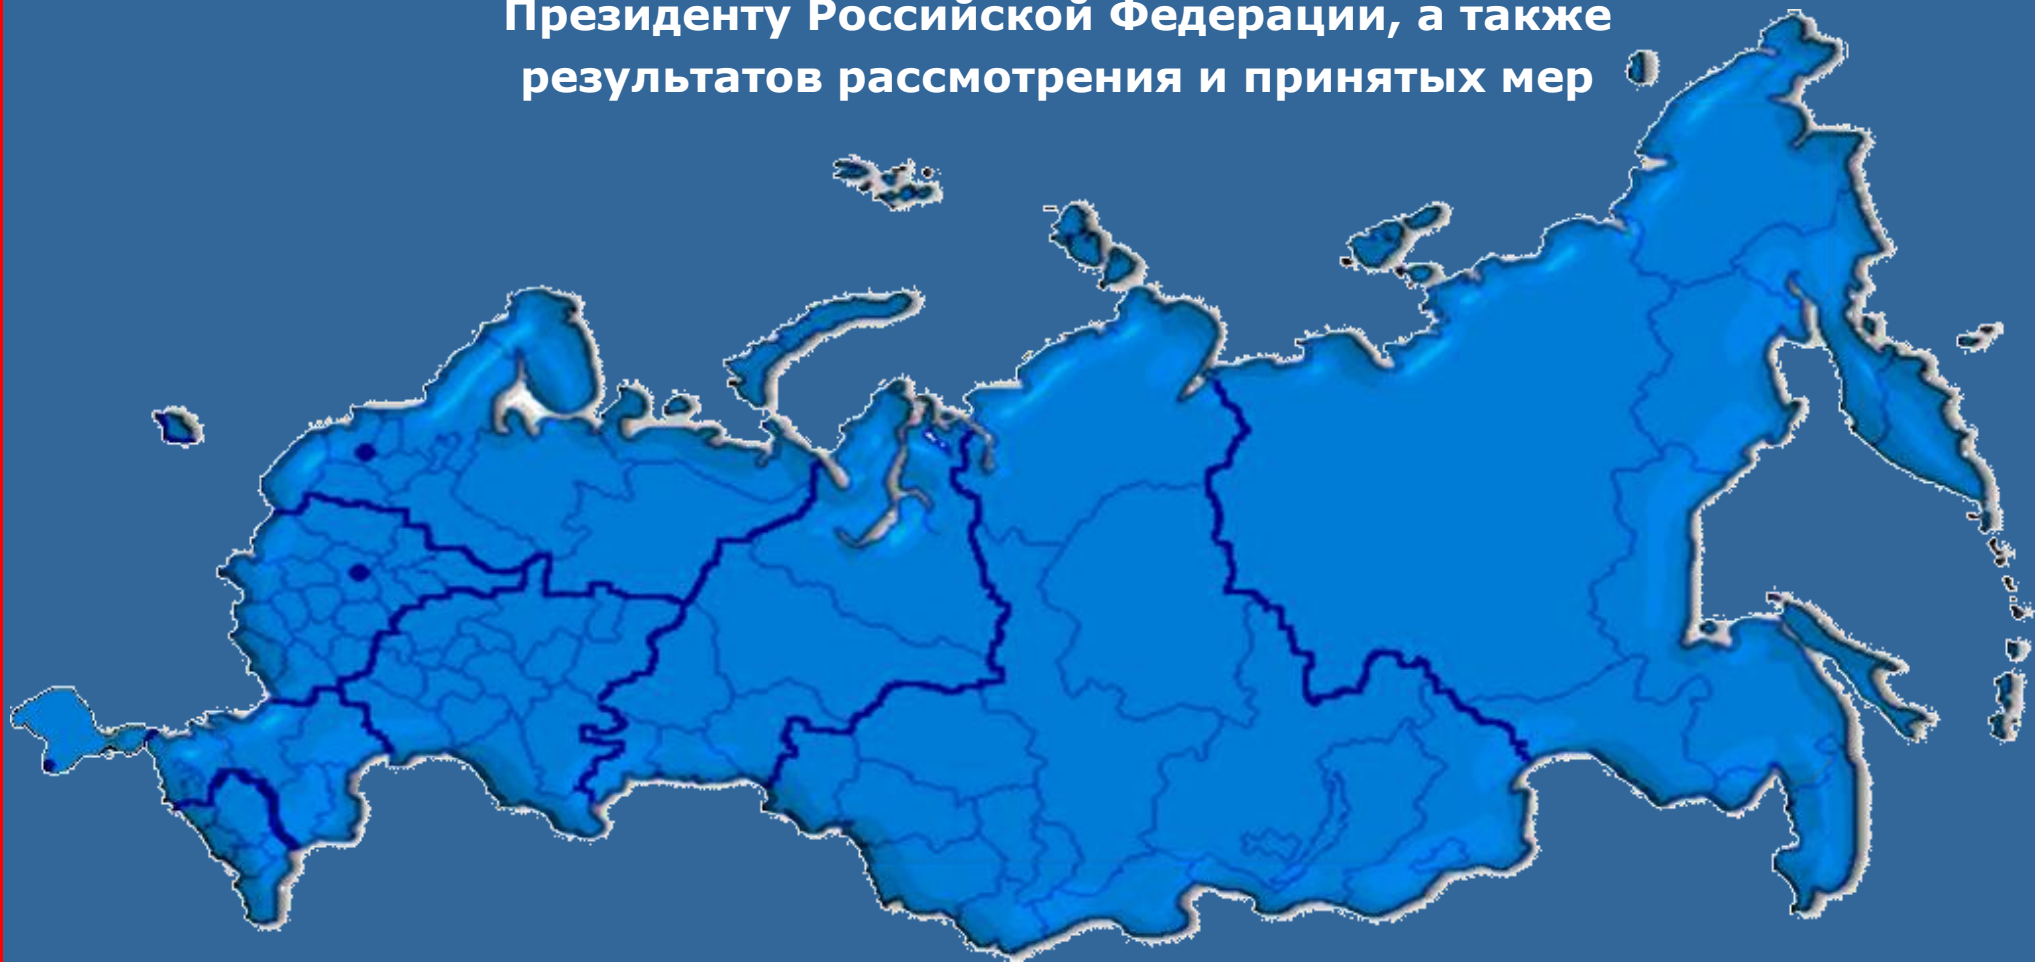 Президенту Российской Федерации, а также
результатов рассмотрения и принятых мер